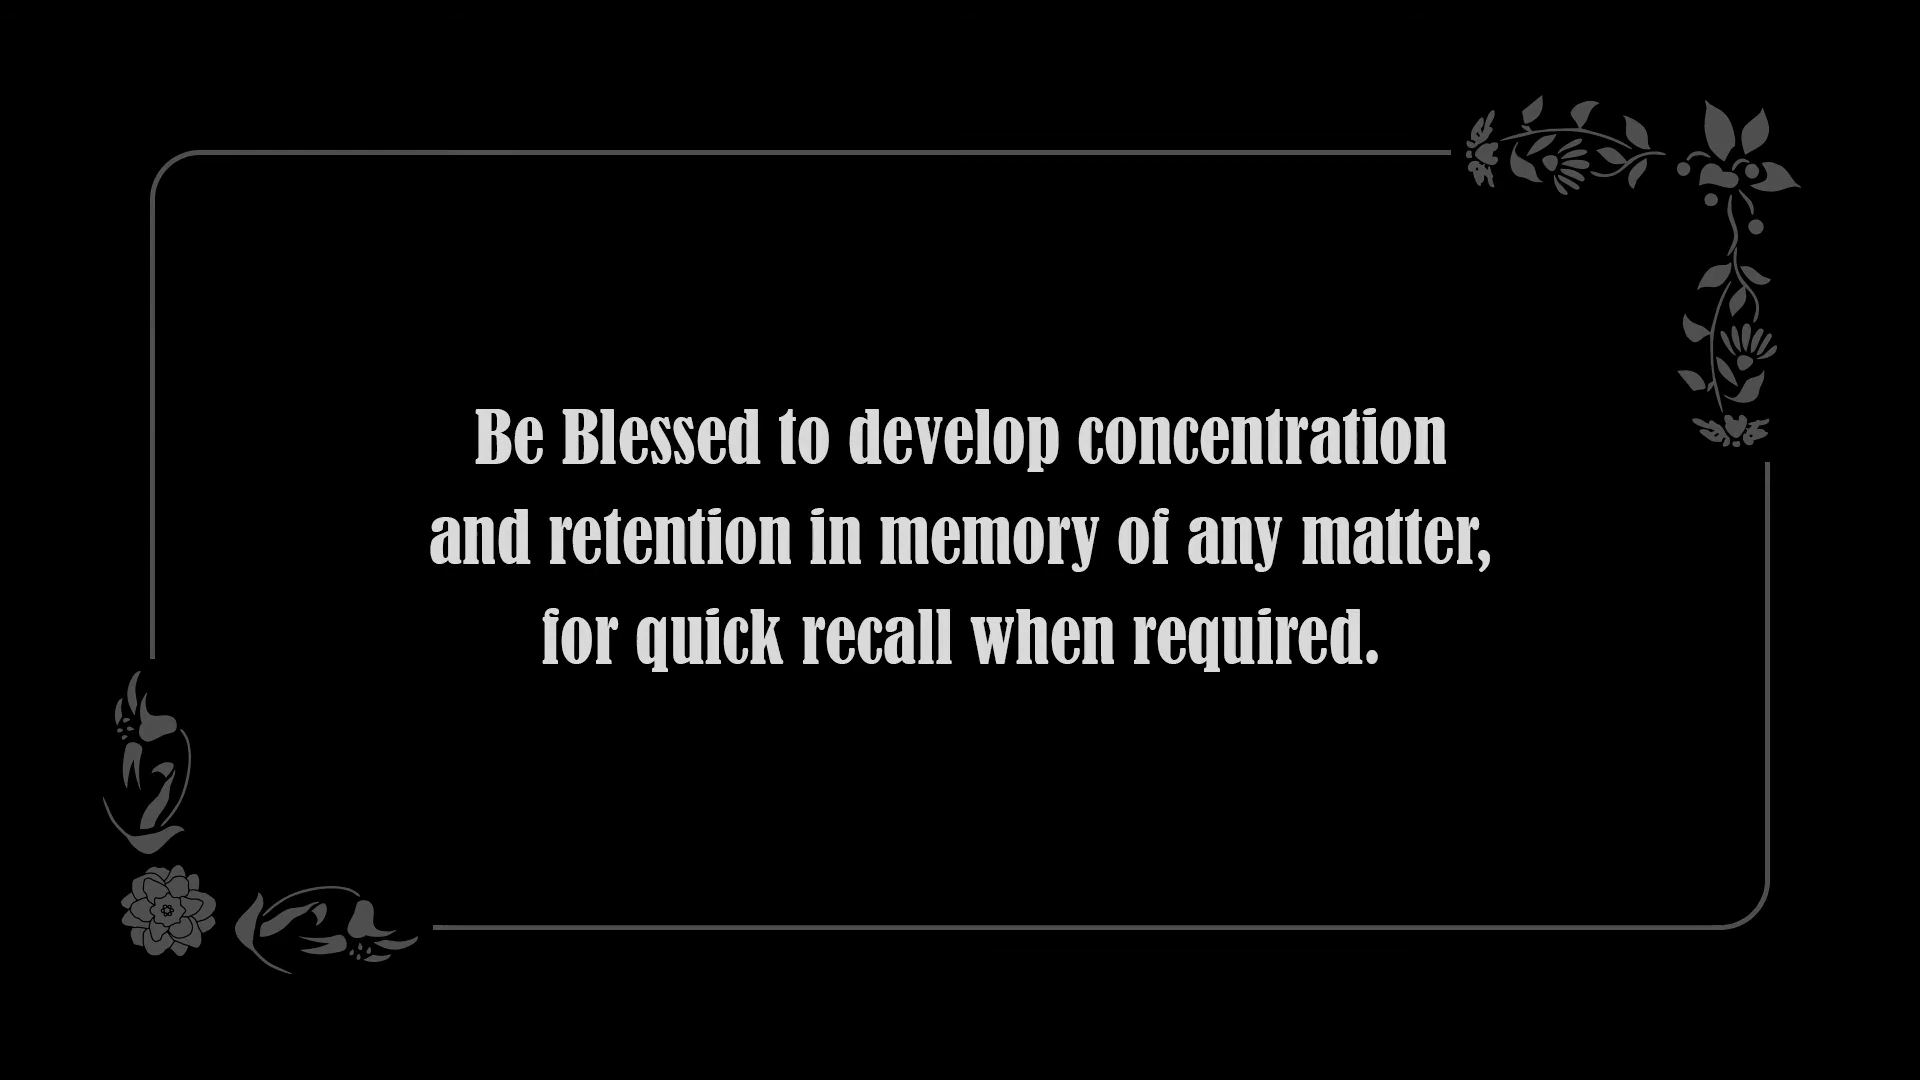 Be Blessed to develop concentration
and retention in memory of any matter,
for quick recall when required.